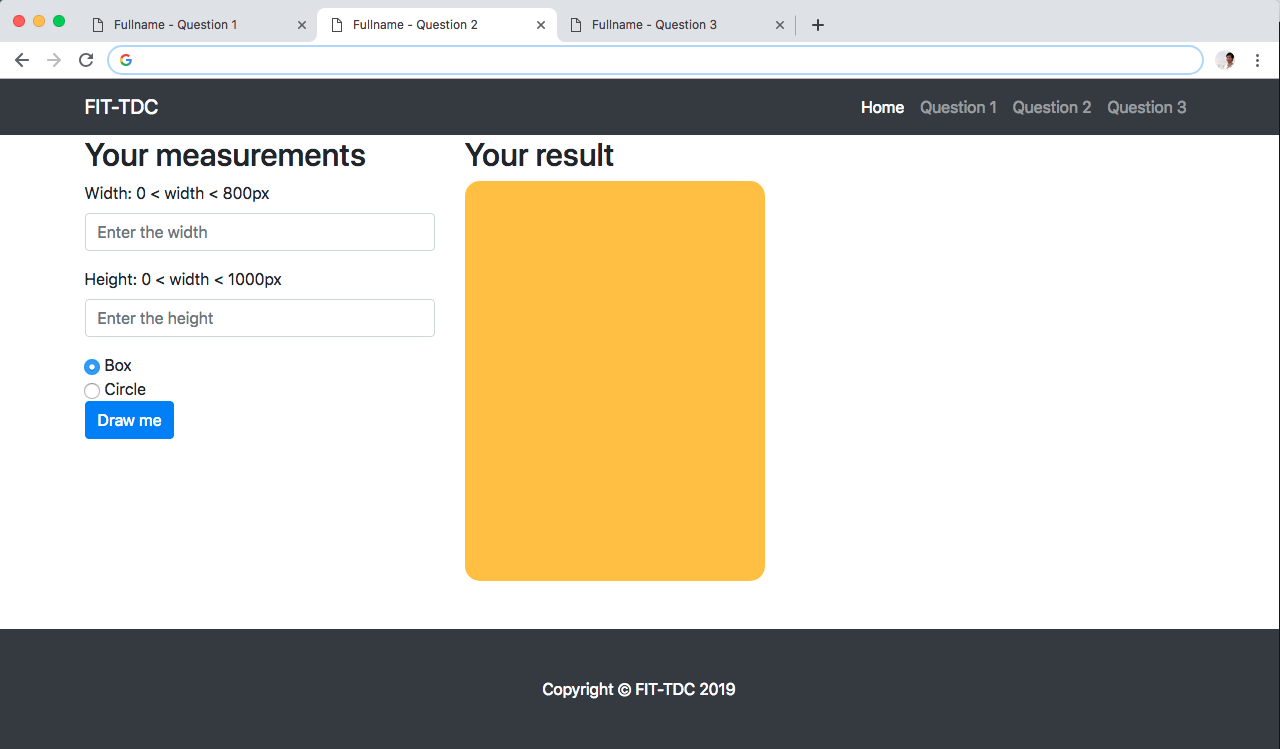 Fullname - Question 1
Fullname - Question 2
Fullname - Question 3
FIT-TDC
Home
Question 1
Question 2
Question 3
Your measurements
Your result
Width: 0 < width < 800px
Enter the width
Height: 0 < width < 1000px
Enter the height
Box
Circle
Draw me
Copyright © FIT-TDC 2019